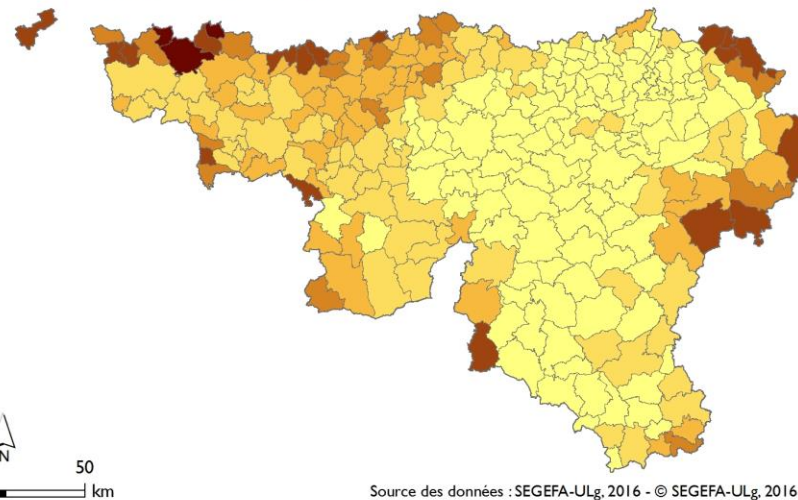 N
50
km
Source des données : SEGEFA-ULg, 2016 - © SEGEFA-ULg, 2016